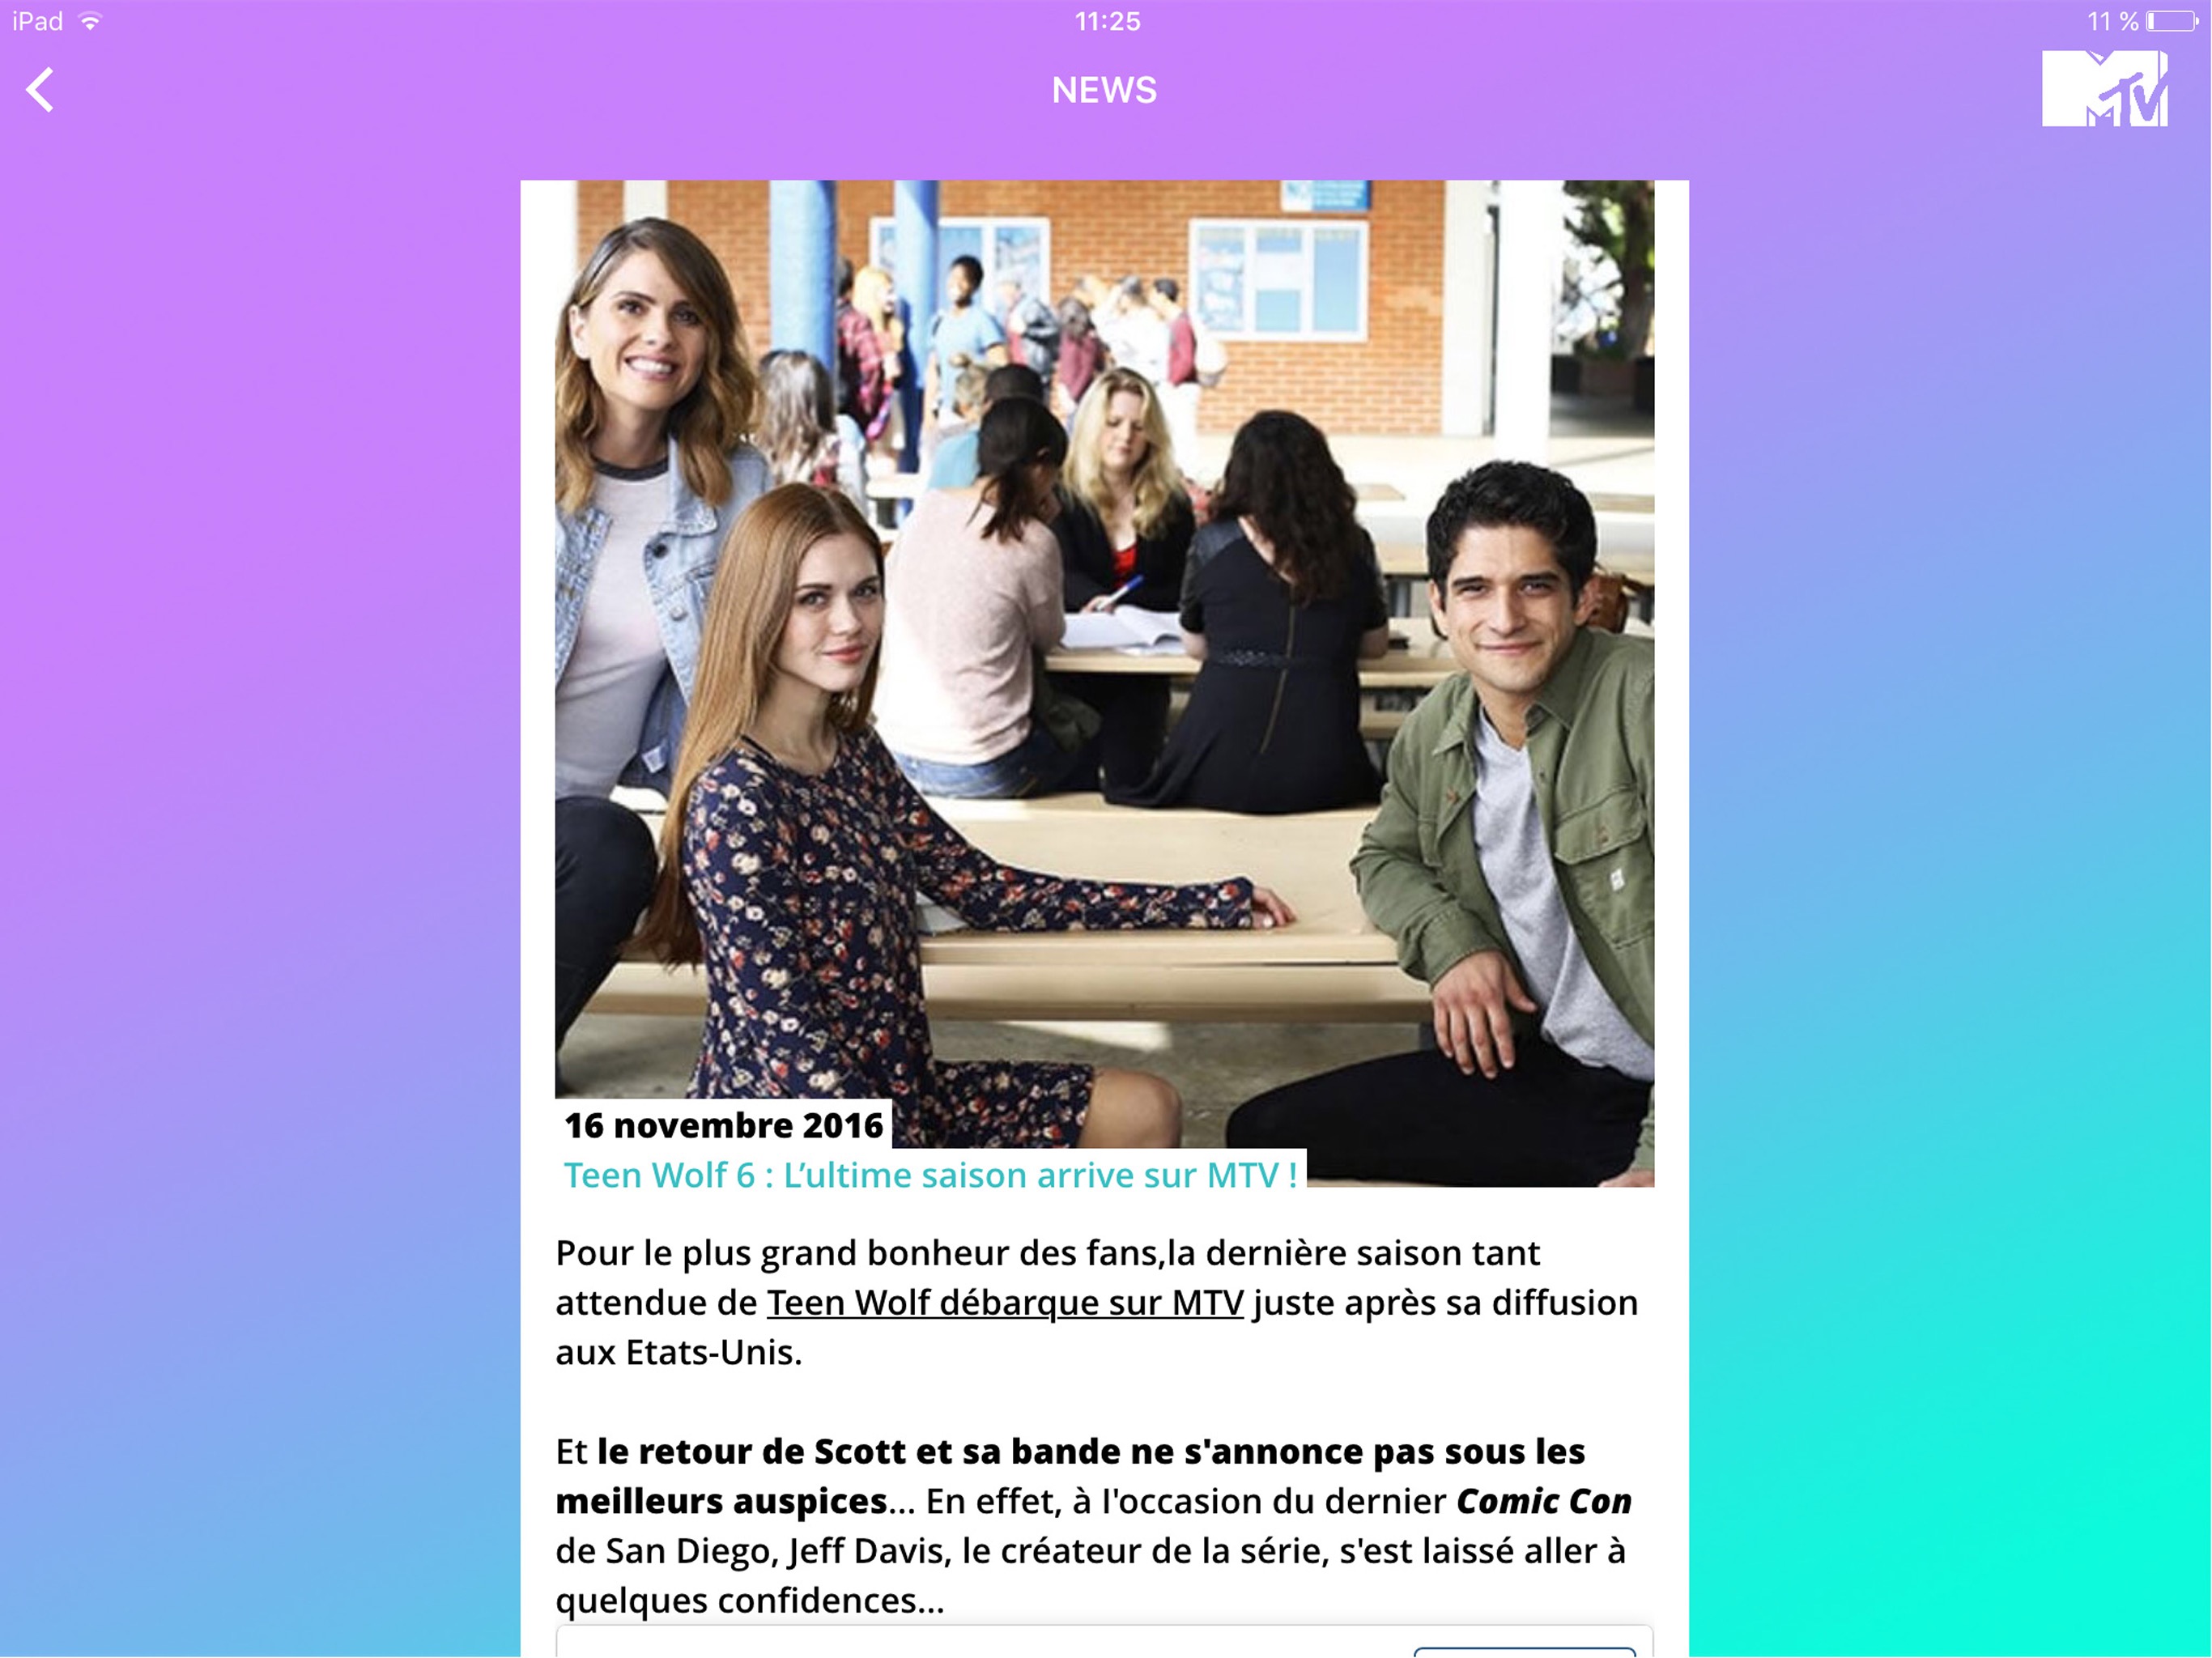 iPad
11:25
11 %
NEWS
MTV
16 novembre 2016
Teen Wolf 6 : L’ultime saison arrive sur MTV !
Pour le plus grand bonheur des fans,la dernière saison tant
attendue de Teen Wolf débarque sur MTV juste après sa diffusion
aux Etats-Unis.
Et le retour de Scott et sa bande ne s'annonce pas sous les
meilleurs auspices... En effet, à l'occasion du dernier Comic Con
de San Diego, Jeff Davis, le créateur de la série, s'est laissé aller à
quelques confidences...